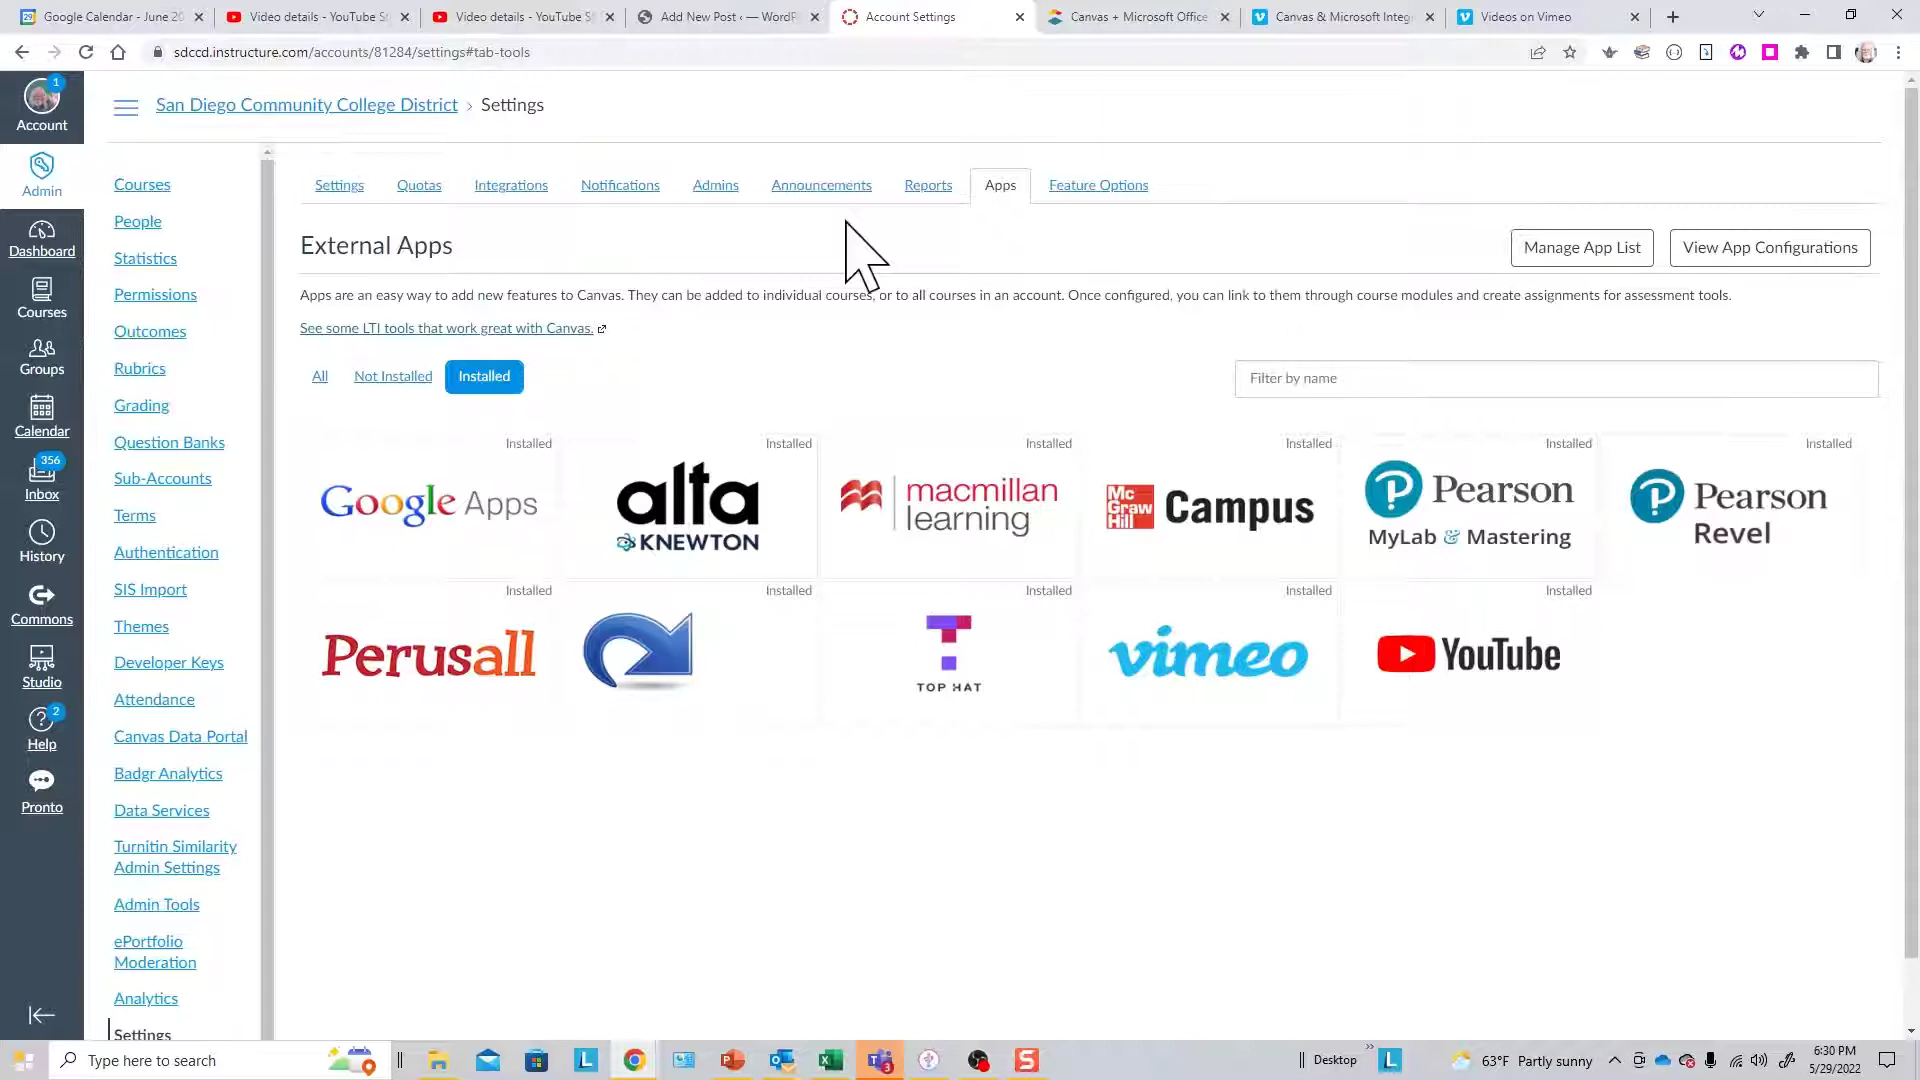 Google Calendar - June 20
Video details - YouTube St
Video details - YouTube St
Add New Post ‹ — WordP
Account Settings
Canvas + Microsoft Office
Canvas & Microsoft Integ
Videos on Vimeo
sdccd.instructure.com/accounts/81284/settings#tab-tools
1
Account
Admin
Dashboard
Courses
Groups
Calendar
356
Inbox
History
Commons
Studio
2
Help
Pronto
San Diego Community College District › Settings
Courses
People
Statistics
Permissions
Outcomes
Rubrics
Grading
Question Banks
Sub-Accounts
Terms
Authentication
SIS Import
Themes
Developer Keys
Attendance
Canvas Data Portal
Badgr Analytics
Data Services
Turnitin Similarity
Admin Settings
Admin Tools
ePortfolio
Moderation
Analytics
Settings
Settings Quotas Integrations Notifications Admins Announcements Reports Apps Feature Options
External Apps
Manage App List
View App Configurations
Apps are an easy way to add new features to Canvas. They can be added to individual courses, or to all courses in an account. Once configured, you can link to them through course modules and create assignments for assessment tools.
See some LTI tools that work great with Canvas.
All Not Installed Installed
Filter by name
Installed Installed Installed Installed Installed Installed
Google Apps
alta
KNEWTON
macmillan
learning
Mc
Graw
Hill
Campus
Pearson
MyLab & Mastering
Pearson
Revel
Installed Installed Installed Installed Installed
Perusall
TOP HAT
vimeo
YouTube
Type here to search
3
Desktop
63°F Partly sunny
6:30 PM
5/29/2022